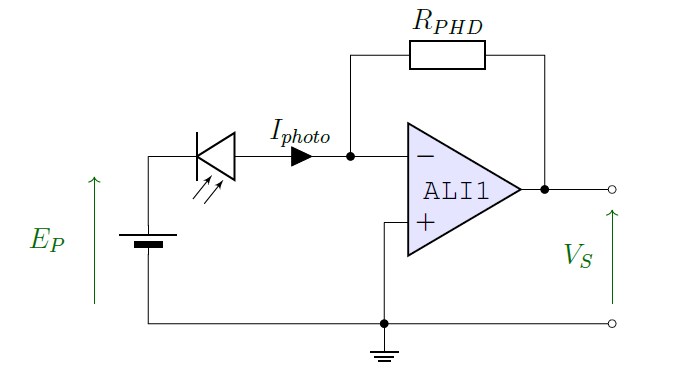 R_PHD
I_photo
−
ALI1
+
E_P
V_S